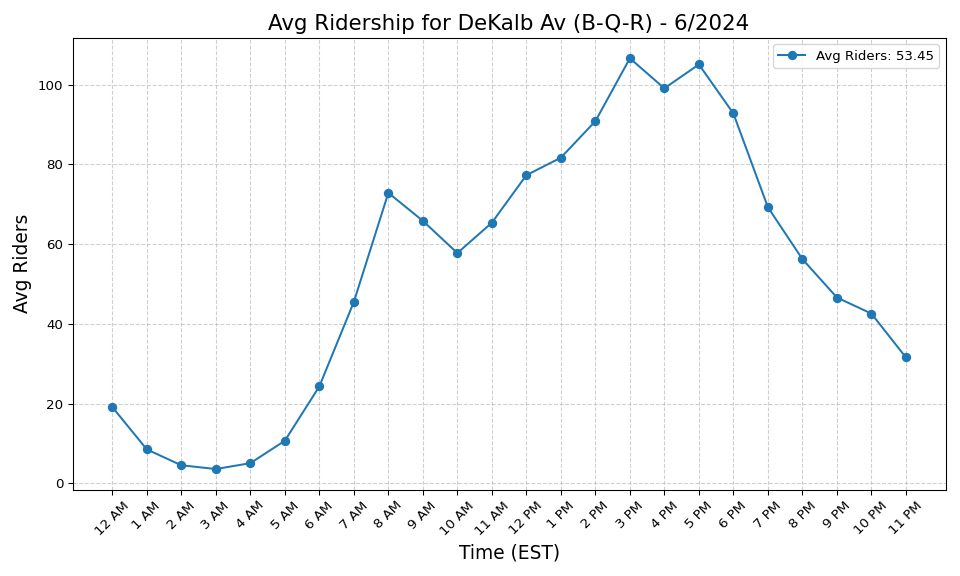 Avg Ridership for DeKalb Av (B-Q-R) - 6/2024
Avg Riders: 53.45
Avg Riders
100
80
60
40
20
0
12 AM
1 AM
2 AM
3 AM
4 AM
5 AM
6 AM
7 AM
8 AM
9 AM
10 AM
11 AM
12 PM
1 PM
2 PM
3 PM
4 PM
5 PM
6 PM
7 PM
8 PM
9 PM
10 PM
11 PM
Time (EST)